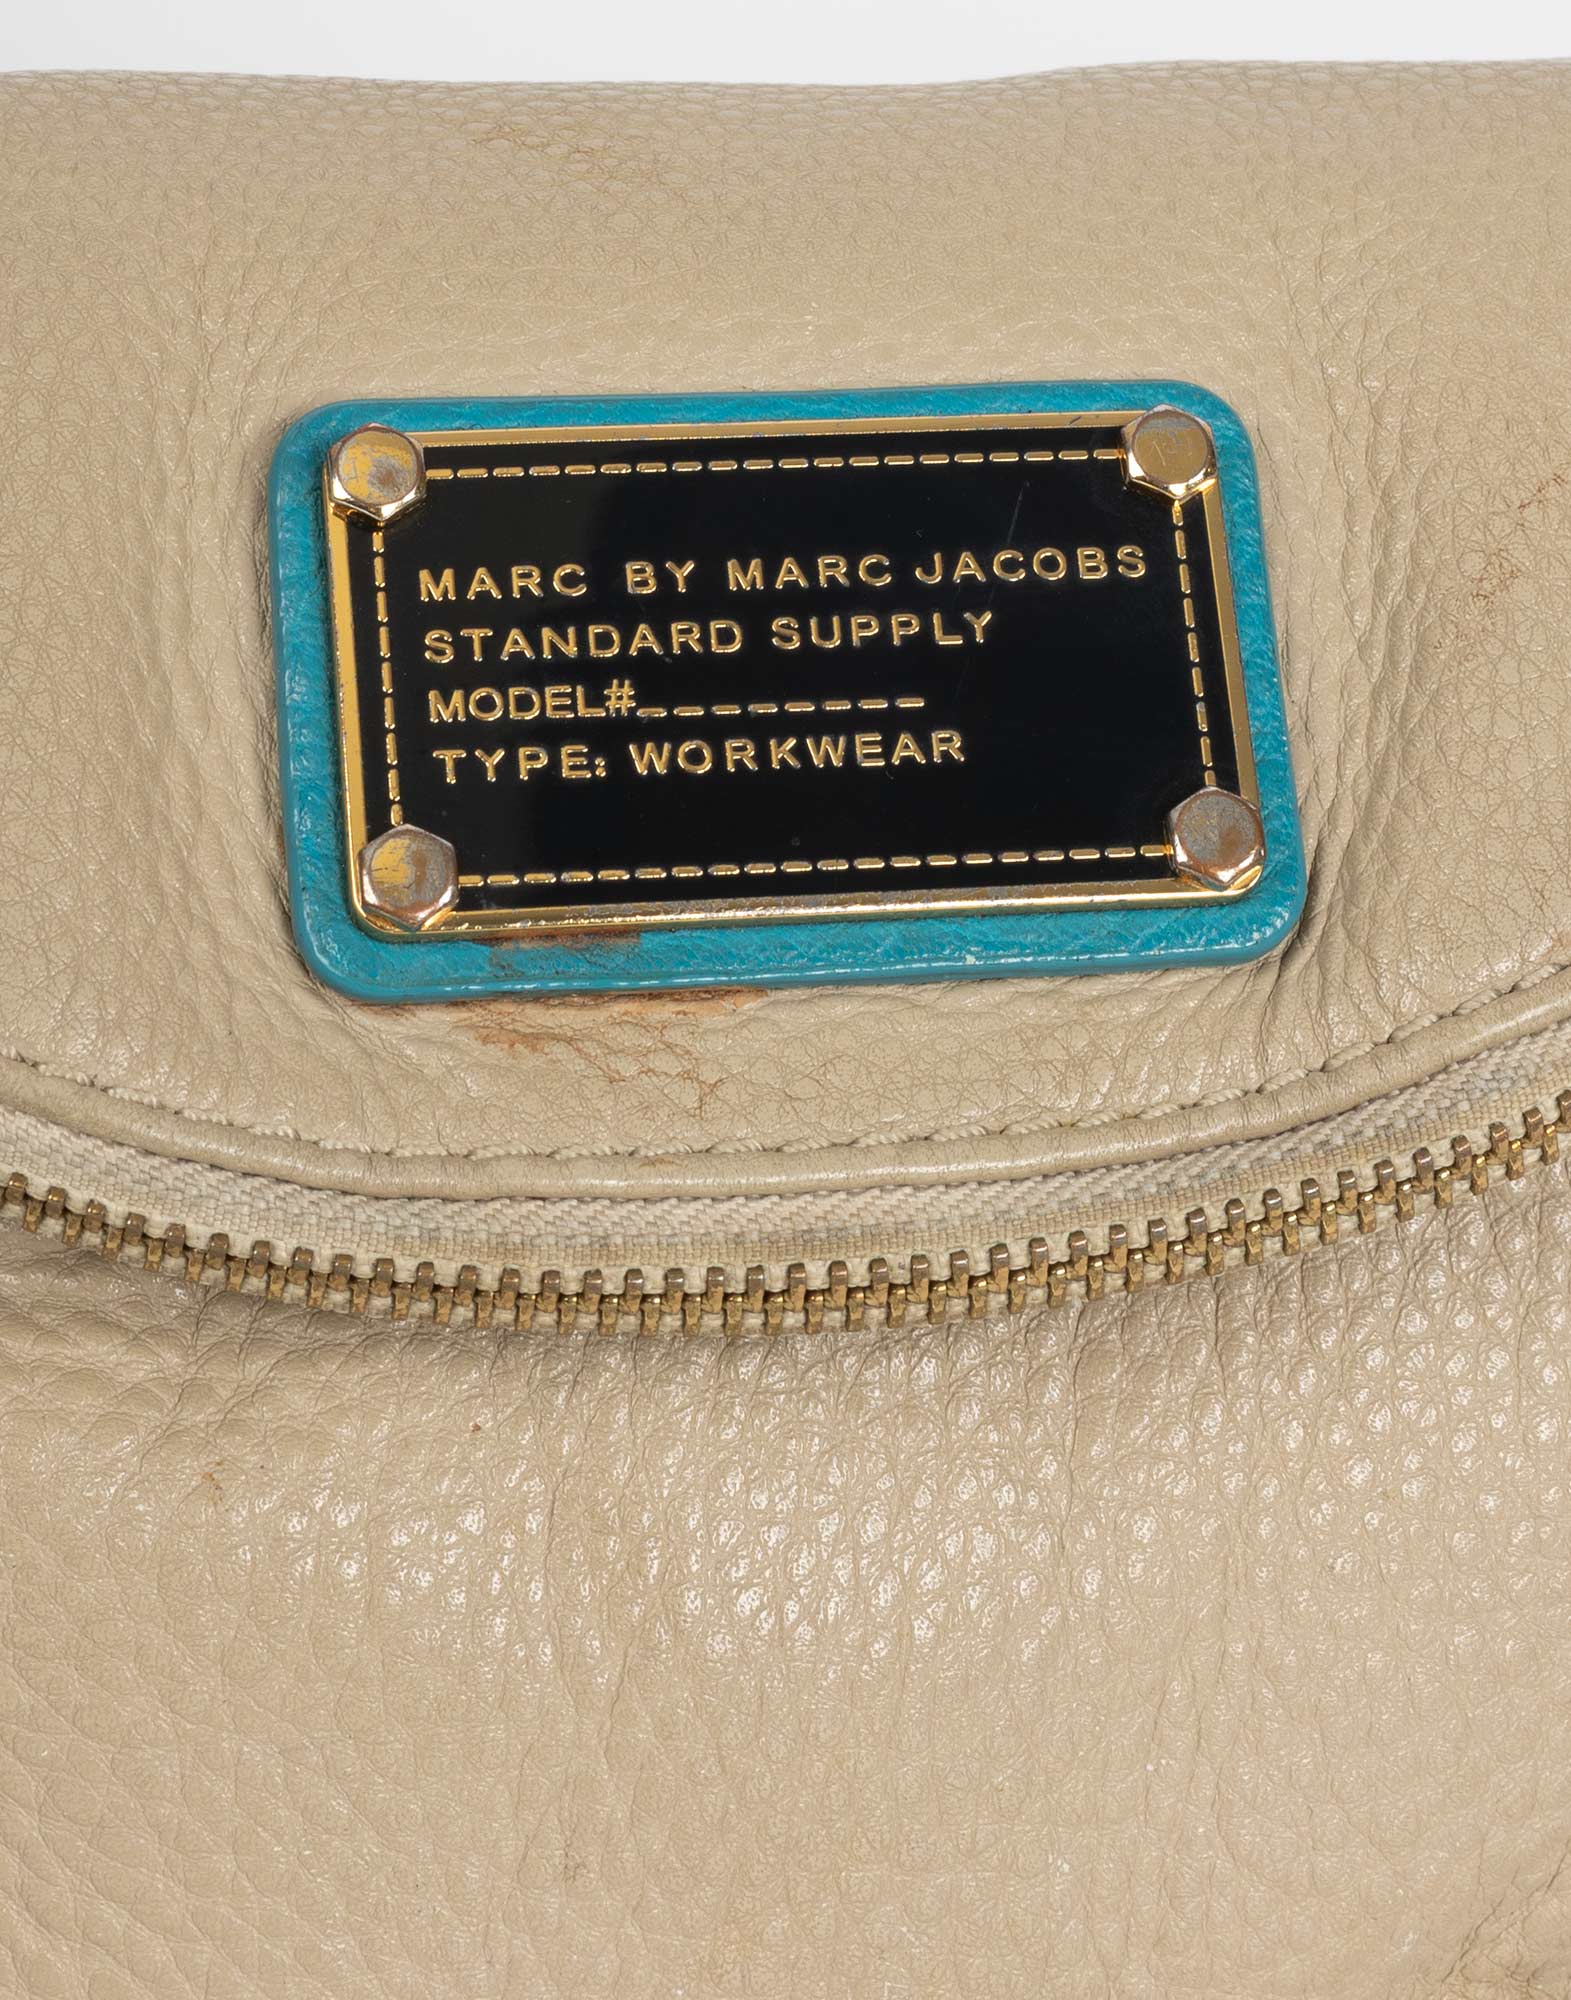 MARC BY MARC JACOBS
STANDARD SUPPLY
MODEL#_________
TYPE: WORKWEAR